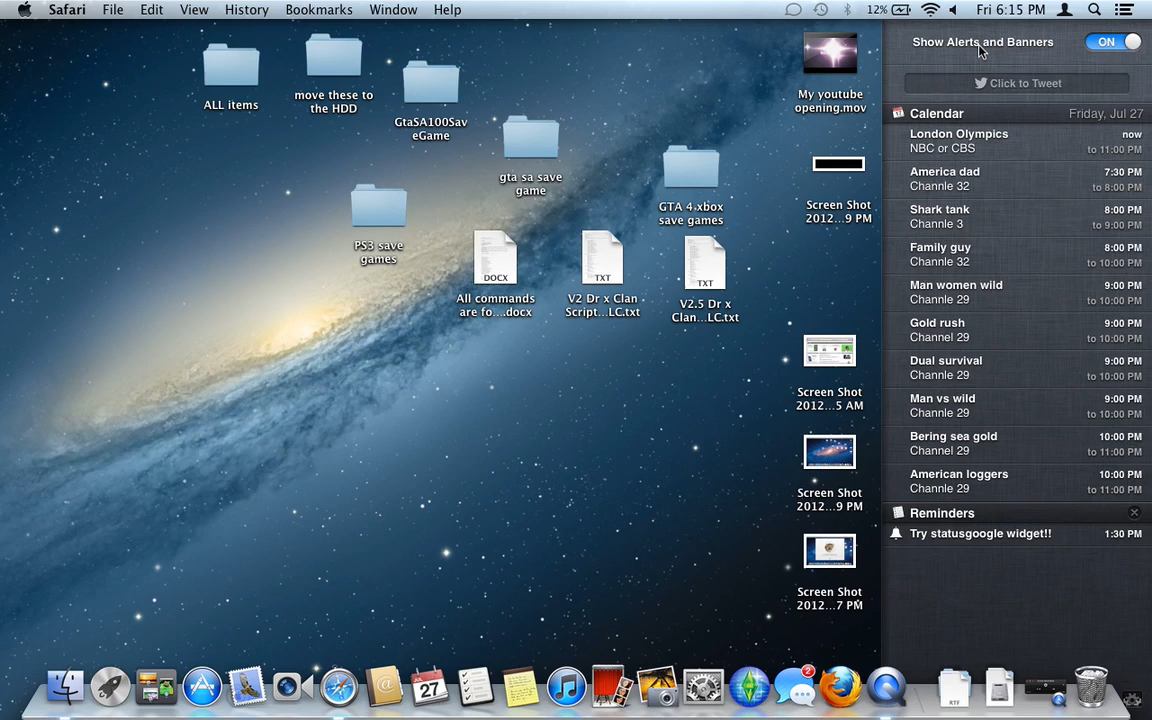 Safari File Edit View History Bookmarks Window Help
12% Fri 6:15 PM
ALL items
move these to
the HDD
GtaSA100Sav
eGame
gta sa save
game
GTA 4 xbox
save games
PS3 save
games
DOCX
All commands
are fo....docx
TXT
V2 Dr x Clan
Script...LC.txt
TXT
V2.5 Dr x
Clan...LC.txt
My youtube
opening.mov
Screen Shot
2012...9 PM
Screen Shot
2012...5 AM
Screen Shot
2012...9 PM
Screen Shot
2012...7 PM
Show Alerts and Banners ON
Click to Tweet
Calendar Friday, Jul 27
London Olympics now
NBC or CBS to 11:00 PM
America dad 7:30 PM
Channle 32 to 8:00 PM
Shark tank 8:00 PM
Channle 3 to 9:00 PM
Family guy 8:00 PM
Channle 32 to 10:00 PM
Man women wild 9:00 PM
Channle 29 to 10:00 PM
Gold rush 9:00 PM
Channel 29 to 10:00 PM
Dual survival 9:00 PM
Channle 29 to 10:00 PM
Man vs wild 9:00 PM
Channle 29 to 10:00 PM
Bering sea gold 10:00 PM
Channel 29 to 11:00 PM
American loggers 10:00 PM
Channle 29 to 11:00 PM
Reminders
Try statusgoogle widget!! 1:30 PM
JUL
27
2
RTF